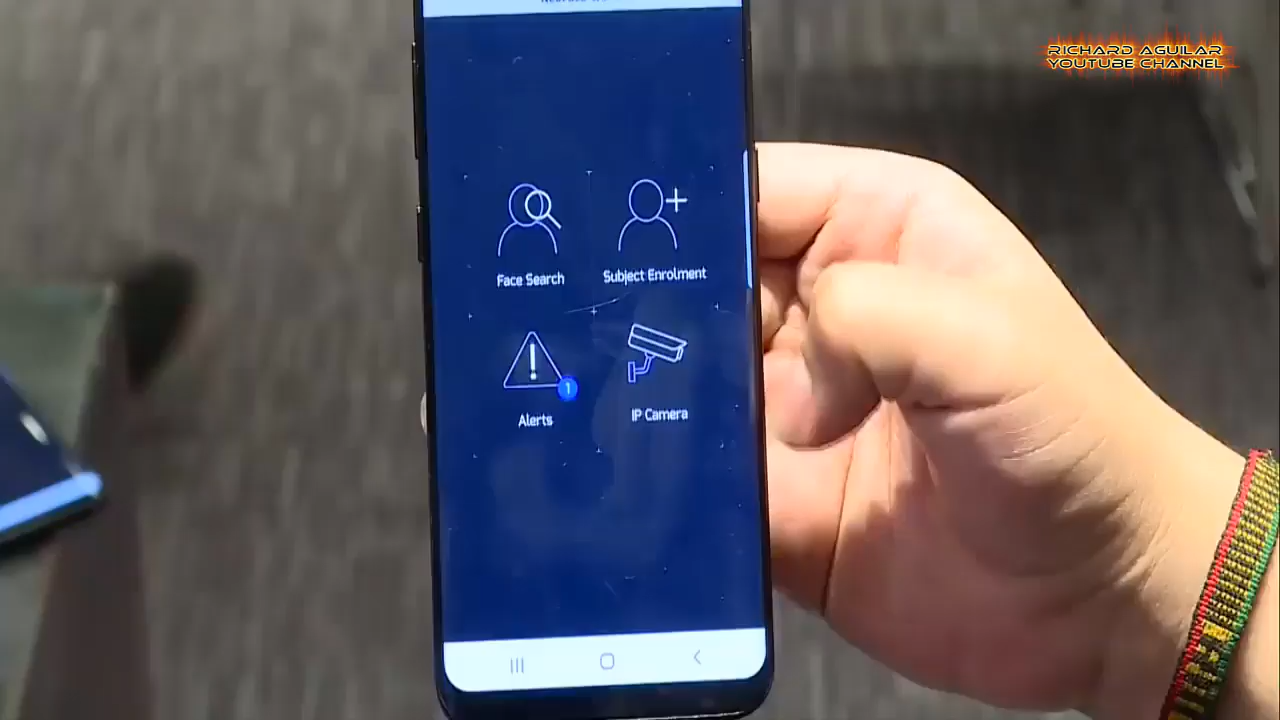 RICHARD AGUILAR
YOUTUBE CHANNEL
Face Search
Subject Enrolment
1
Alerts
IP Camera